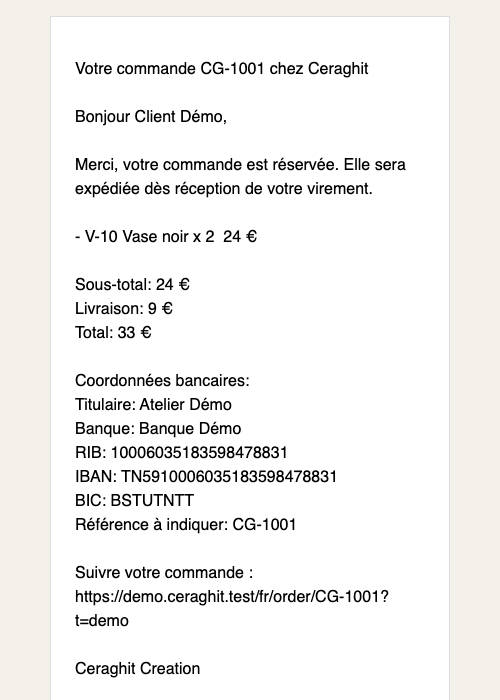 Votre commande CG-1001 chez Ceraghit
Bonjour Client Démo,
Merci, votre commande est réservée. Elle sera
expédiée dès réception de votre virement.
- V-10 Vase noir x 2  24 €
Sous-total: 24 €
Livraison: 9 €
Total: 33 €
Coordonnées bancaires:
Titulaire: Atelier Démo
Banque: Banque Démo
RIB: 10006035183598478831
IBAN: TN5910006035183598478831
BIC: BSTUTNTT
Référence à indiquer: CG-1001
Suivre votre commande :
https://demo.ceraghit.test/fr/order/CG-1001?
t=demo
Ceraghit Creation